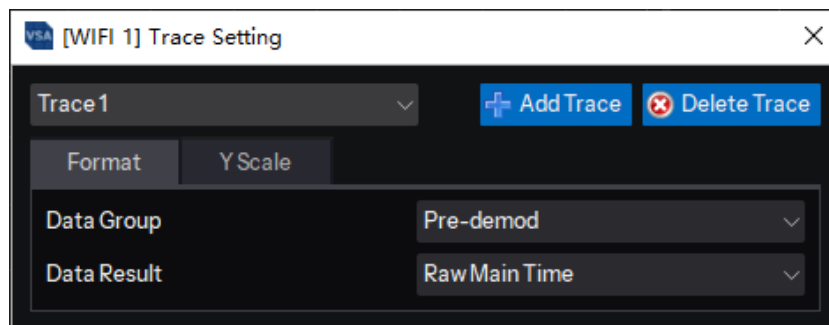 VSA [WIFI 1] Trace Setting
Trace 1 Add Trace Delete Trace
Format Y Scale
Data Group Pre-demod
Data Result Raw Main Time